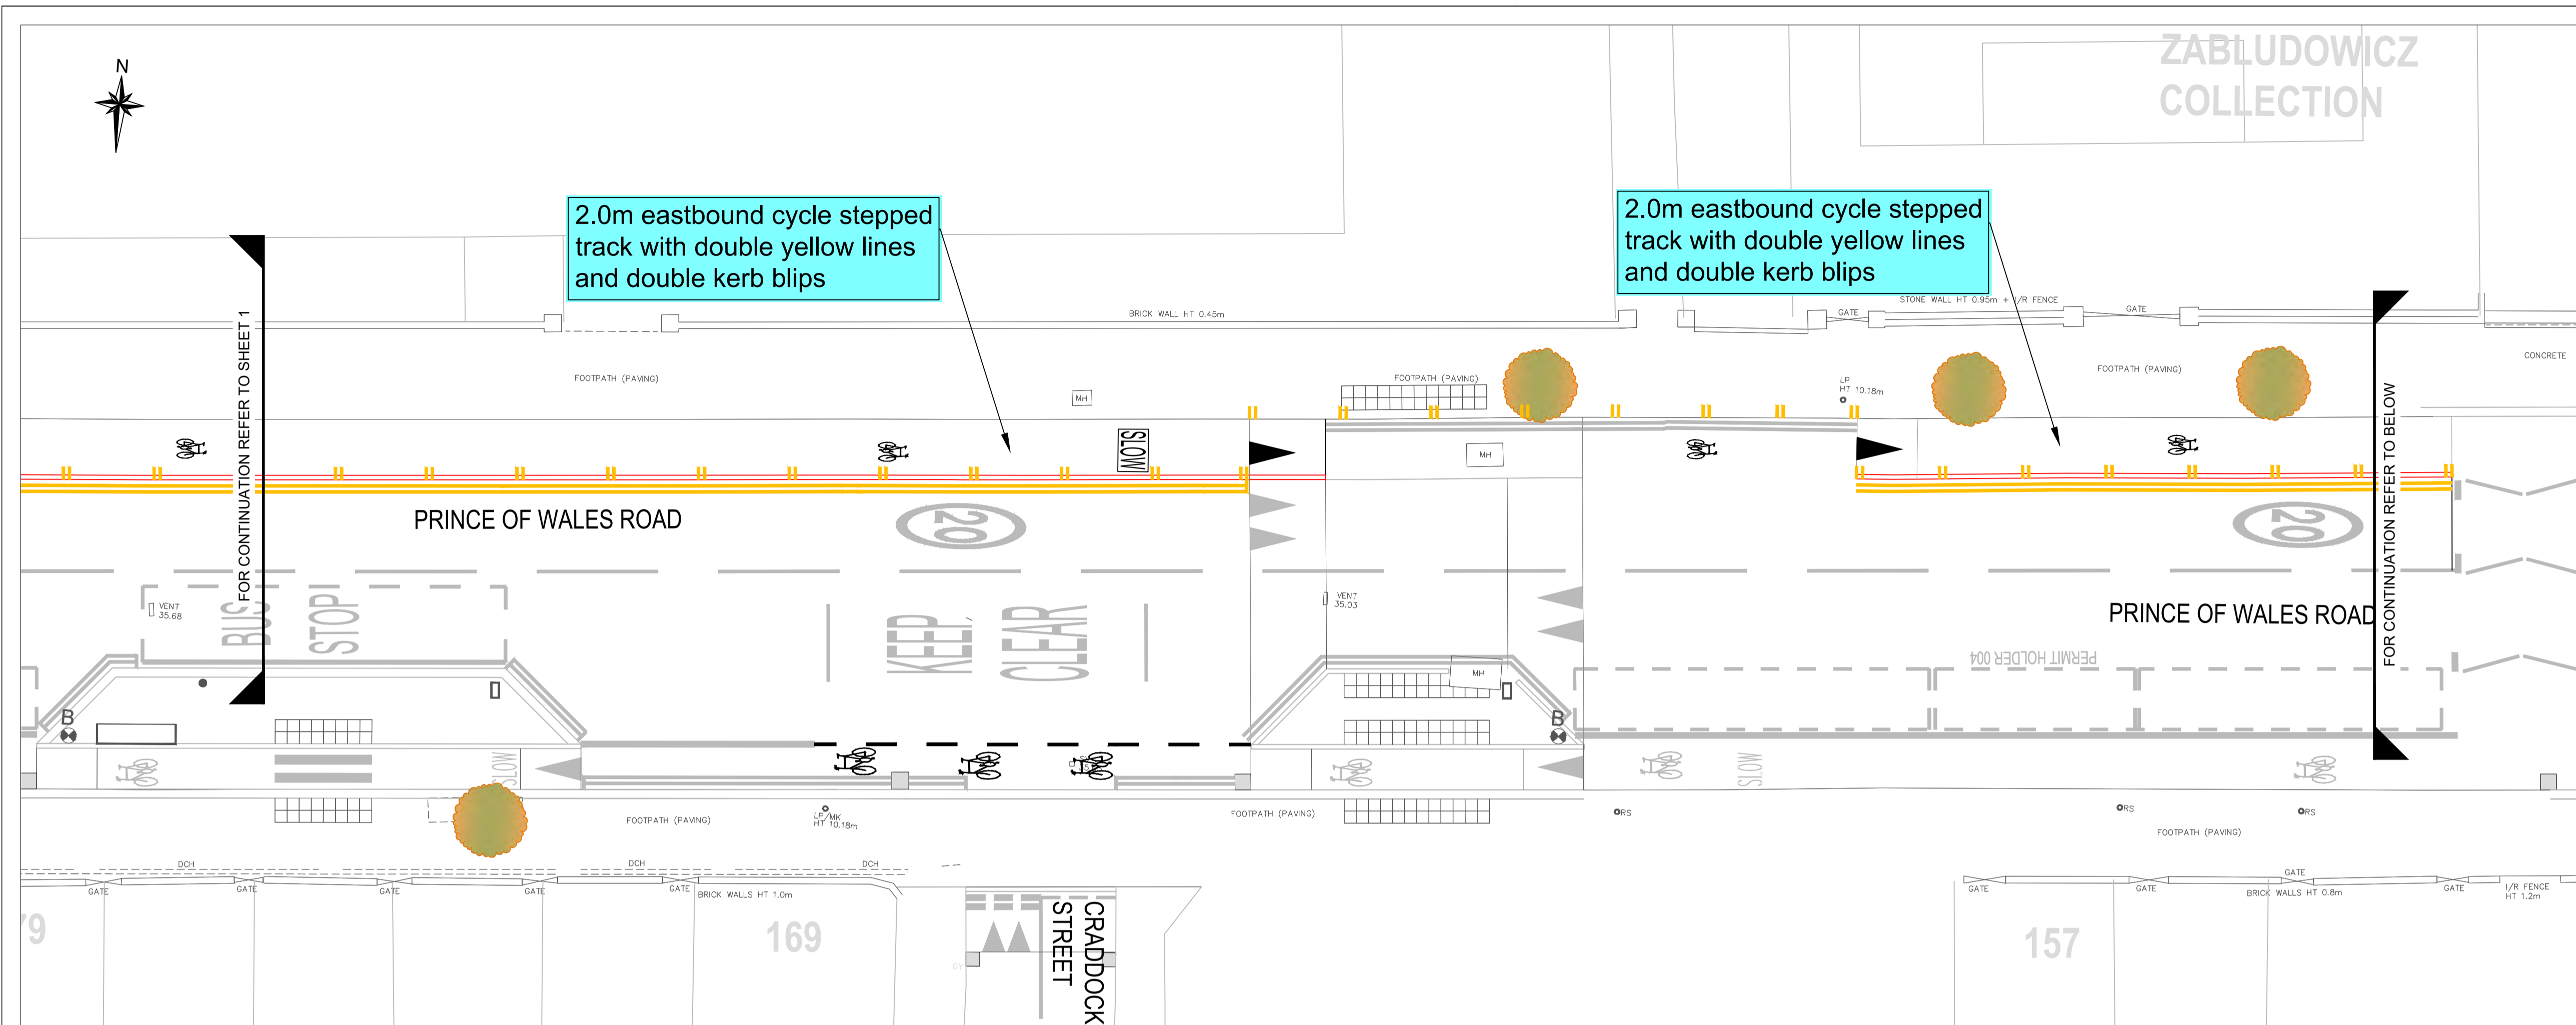 ZABLUDOWICZ
COLLECTION
N
2.0m eastbound cycle stepped
track with double yellow lines
and double kerb blips
2.0m eastbound cycle stepped
track with double yellow lines
and double kerb blips
BRICK WALL HT 0.45m
STONE WALL HT 0.95m + I/R FENCE
GATE
GATE
FOR CONTINUATION REFER TO SHEET 1
FOOTPATH (PAVING)
MH
FOOTPATH (PAVING)
LP
HT 10.18m
FOOTPATH (PAVING)
CONCRETE
FOR CONTINUATION REFER TO BELOW
SLOW
MH
PRINCE OF WALES ROAD
20
20
VENT
35.68
BUS
STOP
KEEP
CLEAR
VENT
35.03
PRINCE OF WALES ROAD
PERMIT HOLDER 004
MH
B
B
SLOW
SLOW
LP/MK
HT 10.18m
FOOTPATH (PAVING)
FOOTPATH (PAVING)
RS
RS
RS
FOOTPATH (PAVING)
DCH
DCH
DCH
GATE
GATE
GATE
GATE
GATE
BRICK WALLS HT 1.0m
GATE
GATE
GATE
BRICK WALLS HT 0.8m
GATE
I/R FENCE
HT 1.2m
79
169
CRADDOCK
STREET
GY
157